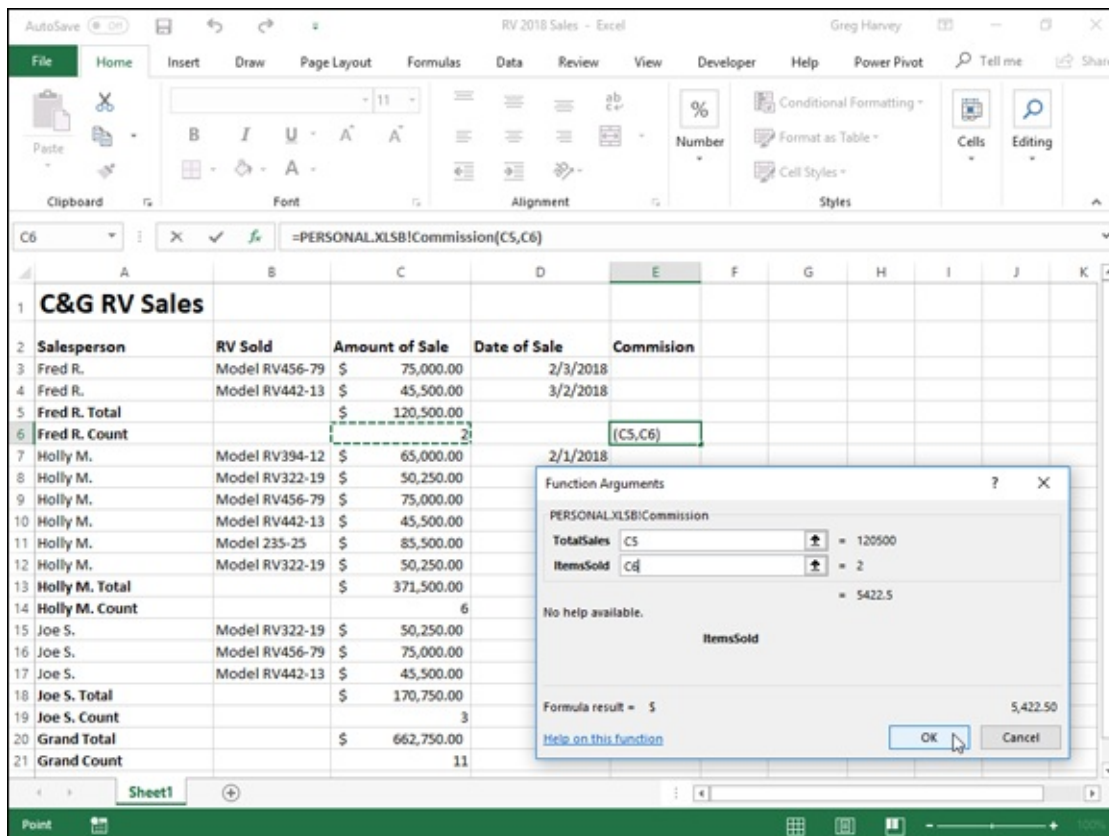 AutoSave Off RV 2018 Sales - Excel Greg Harvey
File Home Insert Draw Page Layout Formulas Data Review View Developer Help Power Pivot Tell me Shar
Paste
11
B I U A A
A
ab
%
Number
Conditional Formatting
Format as Table
Cell Styles
Cells
Editing
Clipboard Font Alignment Styles
C6 fx =PERSONAL.XLSB!Commission(C5,C6)
A B C D E F G H I J K
1 C&G RV Sales
2 Salesperson RV Sold Amount of Sale Date of Sale Commision
3 Fred R. Model RV456-79 $ 75,000.00 2/3/2018
4 Fred R. Model RV442-13 $ 45,500.00 3/2/2018
5 Fred R. Total $ 120,500.00
6 Fred R. Count 2 (C5,C6)
7 Holly M. Model RV394-12 $ 65,000.00 2/1/2018
8 Holly M. Model RV322-19 $ 50,250.00
9 Holly M. Model RV456-79 $ 75,000.00
10 Holly M. Model RV442-13 $ 45,500.00
11 Holly M. Model 235-25 $ 85,500.00
12 Holly M. Model RV322-19 $ 50,250.00
13 Holly M. Total $ 371,500.00
14 Holly M. Count 6
15 Joe S. Model RV322-19 $ 50,250.00
16 Joe S. Model RV456-79 $ 75,000.00
17 Joe S. Model RV442-13 $ 45,500.00
18 Joe S. Total $ 170,750.00
19 Joe S. Count 3
20 Grand Total $ 662,750.00
21 Grand Count 11
Function Arguments ? ×
PERSONAL.XLSB!Commission
TotalSales C5 = 120500
ItemsSold C6 = 2
= 5422.5
No help available.
ItemsSold
Formula result = $ 5,422.50
Help on this function OK Cancel
Sheet1
Point 100%